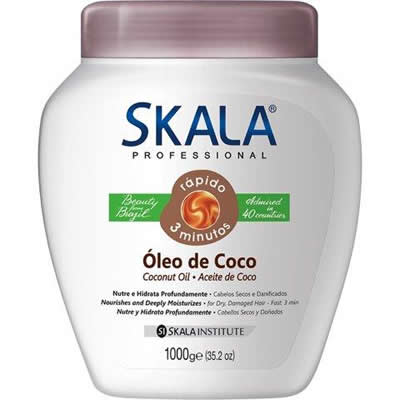 SKALA®
PROFESSIONAL
rápido
3 minutos
Beauty from Brazil
Admired in 40 countries
Óleo de Coco
Coconut Oil • Aceite de Coco
Nutre e Hidrata Profundamente • Cabelos Secos e Danificados
Nourishes and Deeply Moisturizes • for Dry, Damaged Hair - Fast: 3 min
Nutre y Hidrata Profundamente • Cabellos Secos y Dañados
SI SKALA INSTITUTE
1000ge (35.2 oz)